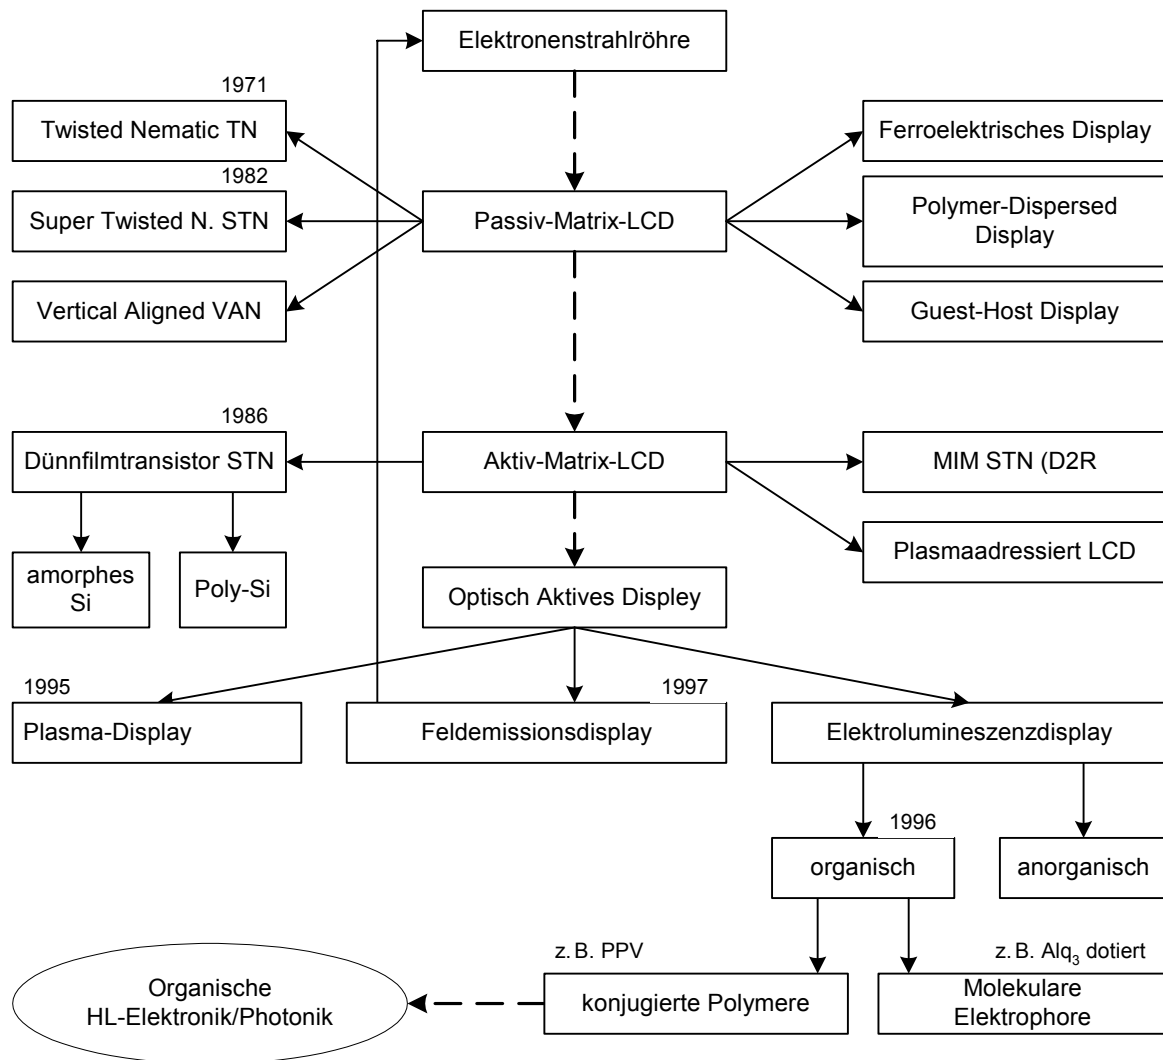 Elektronenstrahlröhre
1971
Twisted Nematic TN
Ferroelektrisches Display
1982
Super Twisted N. STN
Passiv-Matrix-LCD
Polymer-Dispersed
Display
Vertical Aligned VAN
Guest-Host Display
1986
Dünnfilmtransistor STN
Aktiv-Matrix-LCD
MIM STN (D2R
Plasmaadressiert LCD
amorphes
Si
Poly-Si
Optisch Aktives Displey
1995
Plasma-Display
1997
Feldemissionsdisplay
Elektrolumineszenzdisplay
1996
organisch
anorganisch
z. B. PPV
konjugierte Polymere
z. B. Alq₃ dotiert
Molekulare
Elektrophore
Organische
HL-Elektronik/Photonik